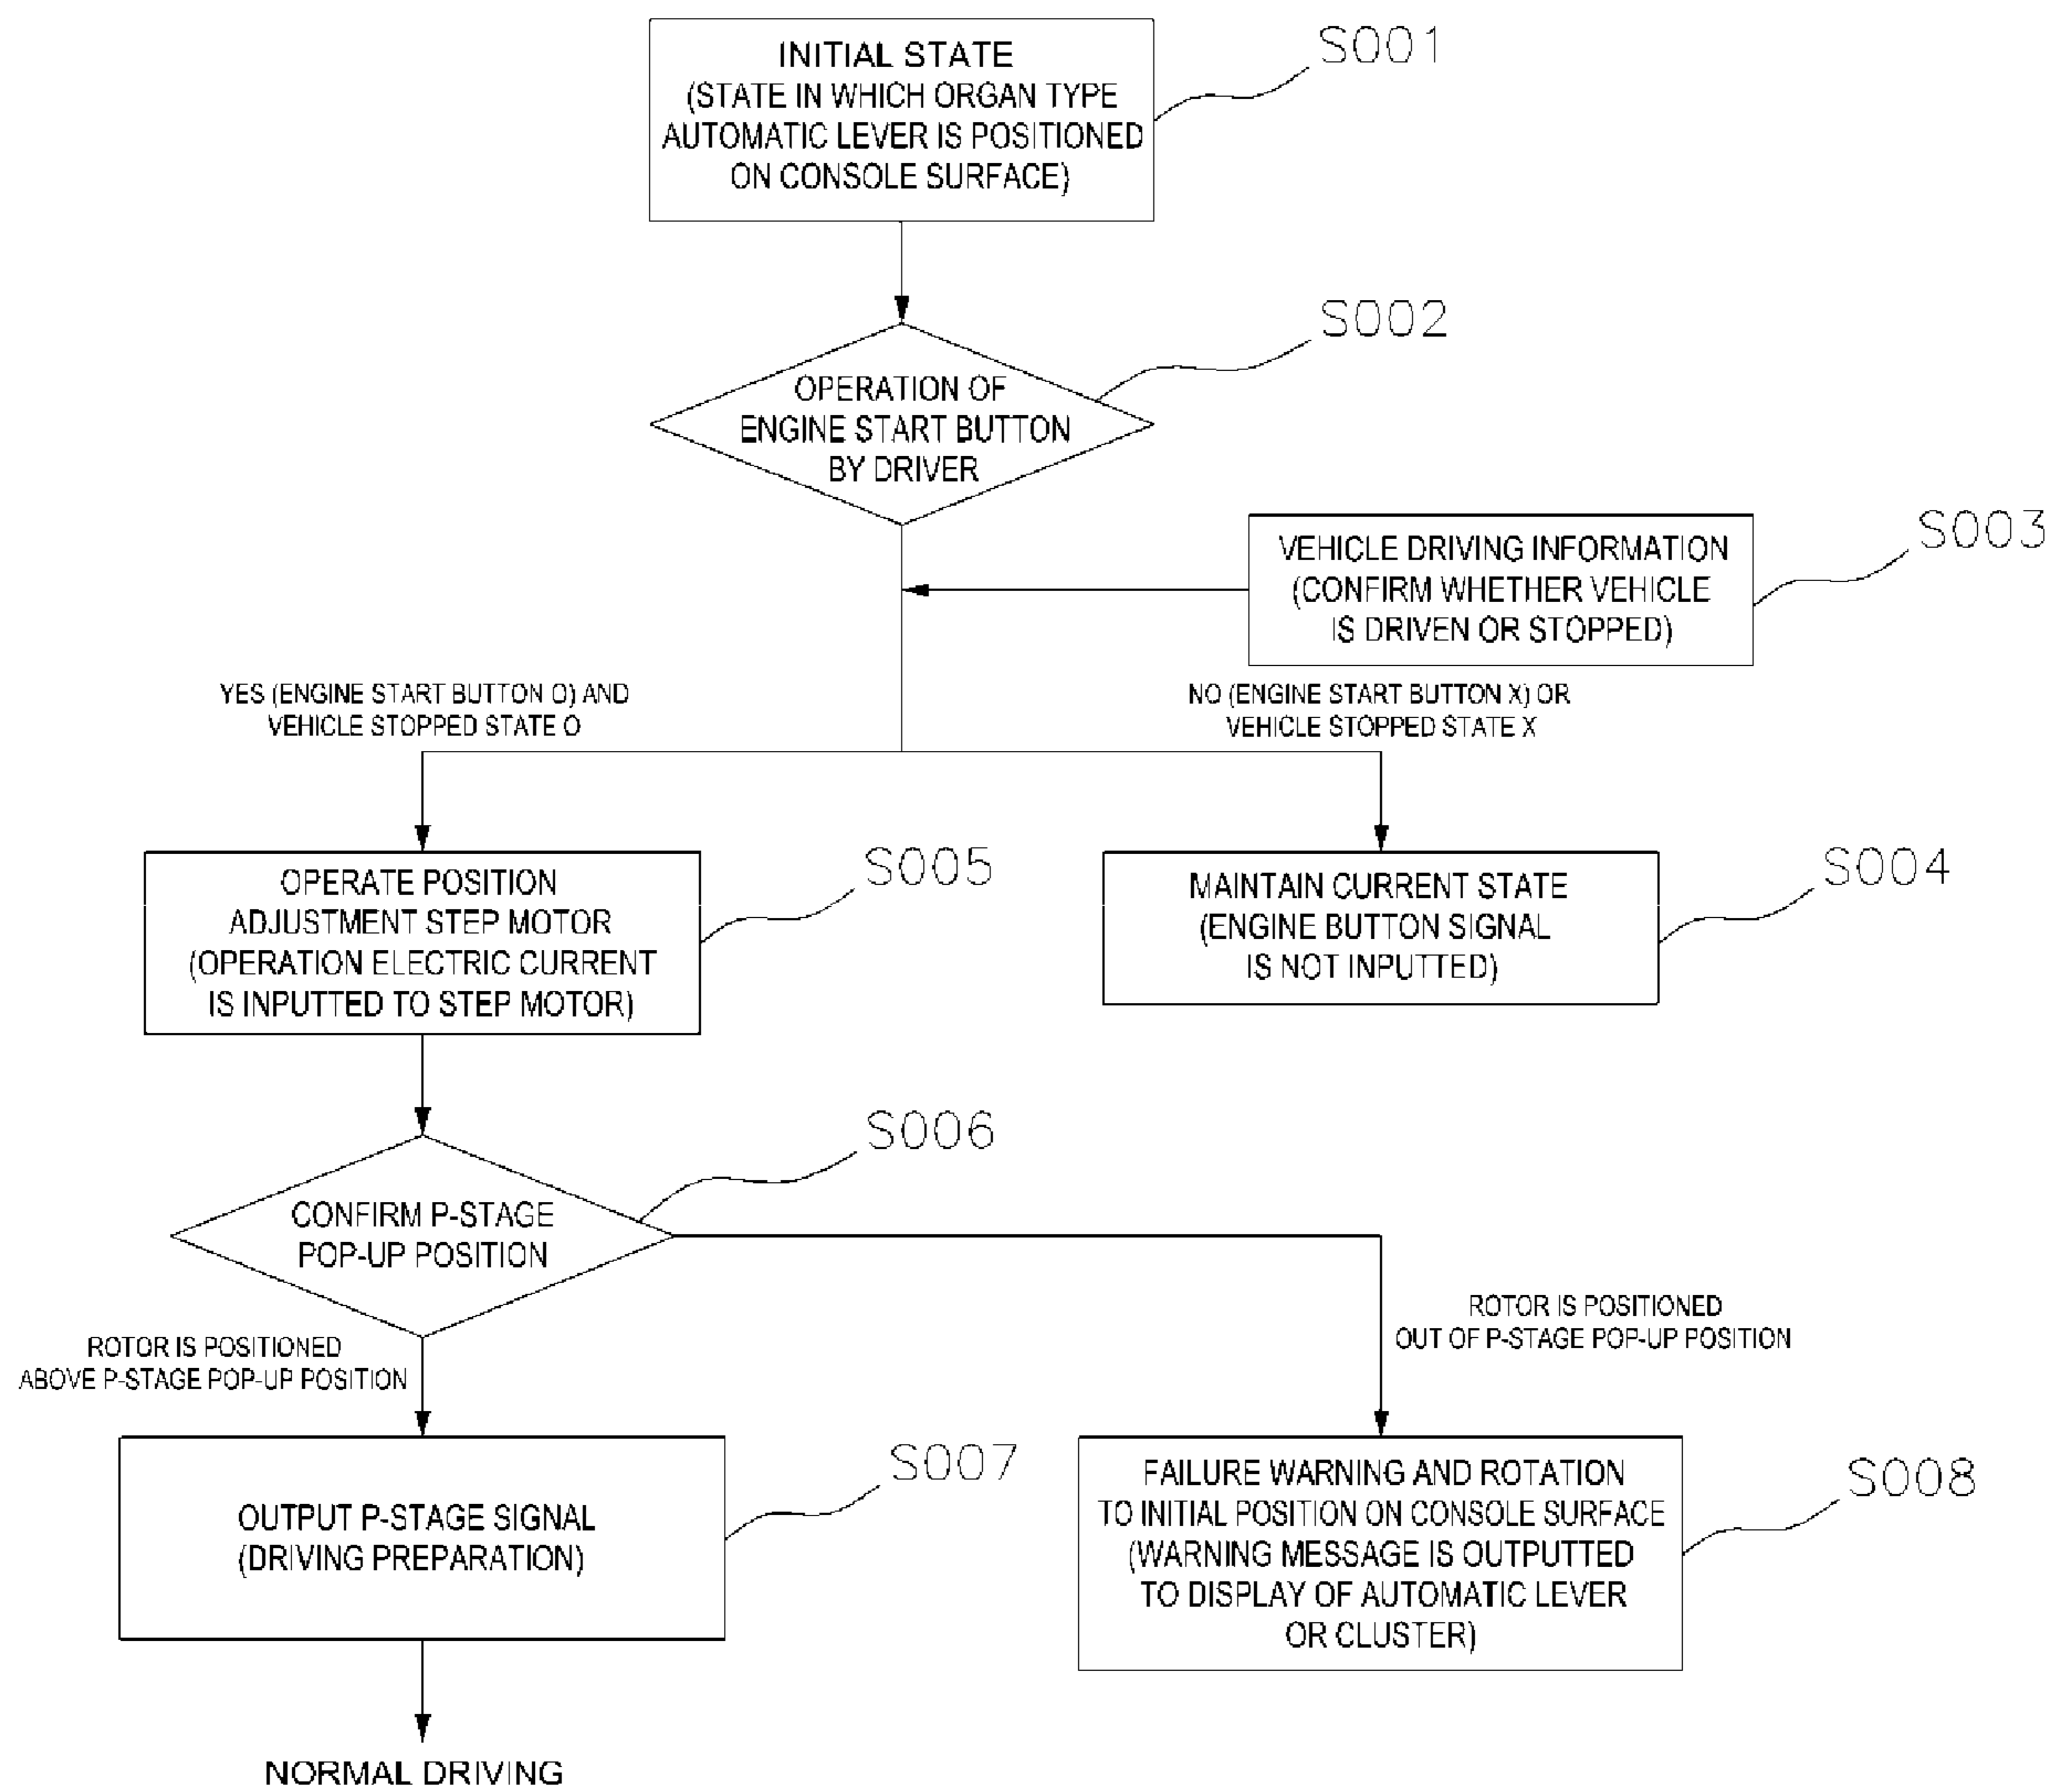 INITIAL STATE
(STATE IN WHICH ORGAN TYPE
AUTOMATIC LEVER IS POSITIONED
ON CONSOLE SURFACE)
S001
OPERATION OF
ENGINE START BUTTON
BY DRIVER
S002
VEHICLE DRIVING INFORMATION
(CONFIRM WHETHER VEHICLE
IS DRIVEN OR STOPPED)
S003
YES (ENGINE START BUTTON O) AND
VEHICLE STOPPED STATE O
NO (ENGINE START BUTTON X) OR
VEHICLE STOPPED STATE X
OPERATE POSITION
ADJUSTMENT STEP MOTOR
(OPERATION ELECTRIC CURRENT
IS INPUTTED TO STEP MOTOR)
S005
MAINTAIN CURRENT STATE
(ENGINE BUTTON SIGNAL
IS NOT INPUTTED)
S004
CONFIRM P-STAGE
POP-UP POSITION
S006
ROTOR IS POSITIONED
ABOVE P-STAGE POP-UP POSITION
ROTOR IS POSITIONED
OUT OF P-STAGE POP-UP POSITION
OUTPUT P-STAGE SIGNAL
(DRIVING PREPARATION)
S007
FAILURE WARNING AND ROTATION
TO INITIAL POSITION ON CONSOLE SURFACE
(WARNING MESSAGE IS OUTPUTTED
TO DISPLAY OF AUTOMATIC LEVER
OR CLUSTER)
S008
NORMAL DRIVING